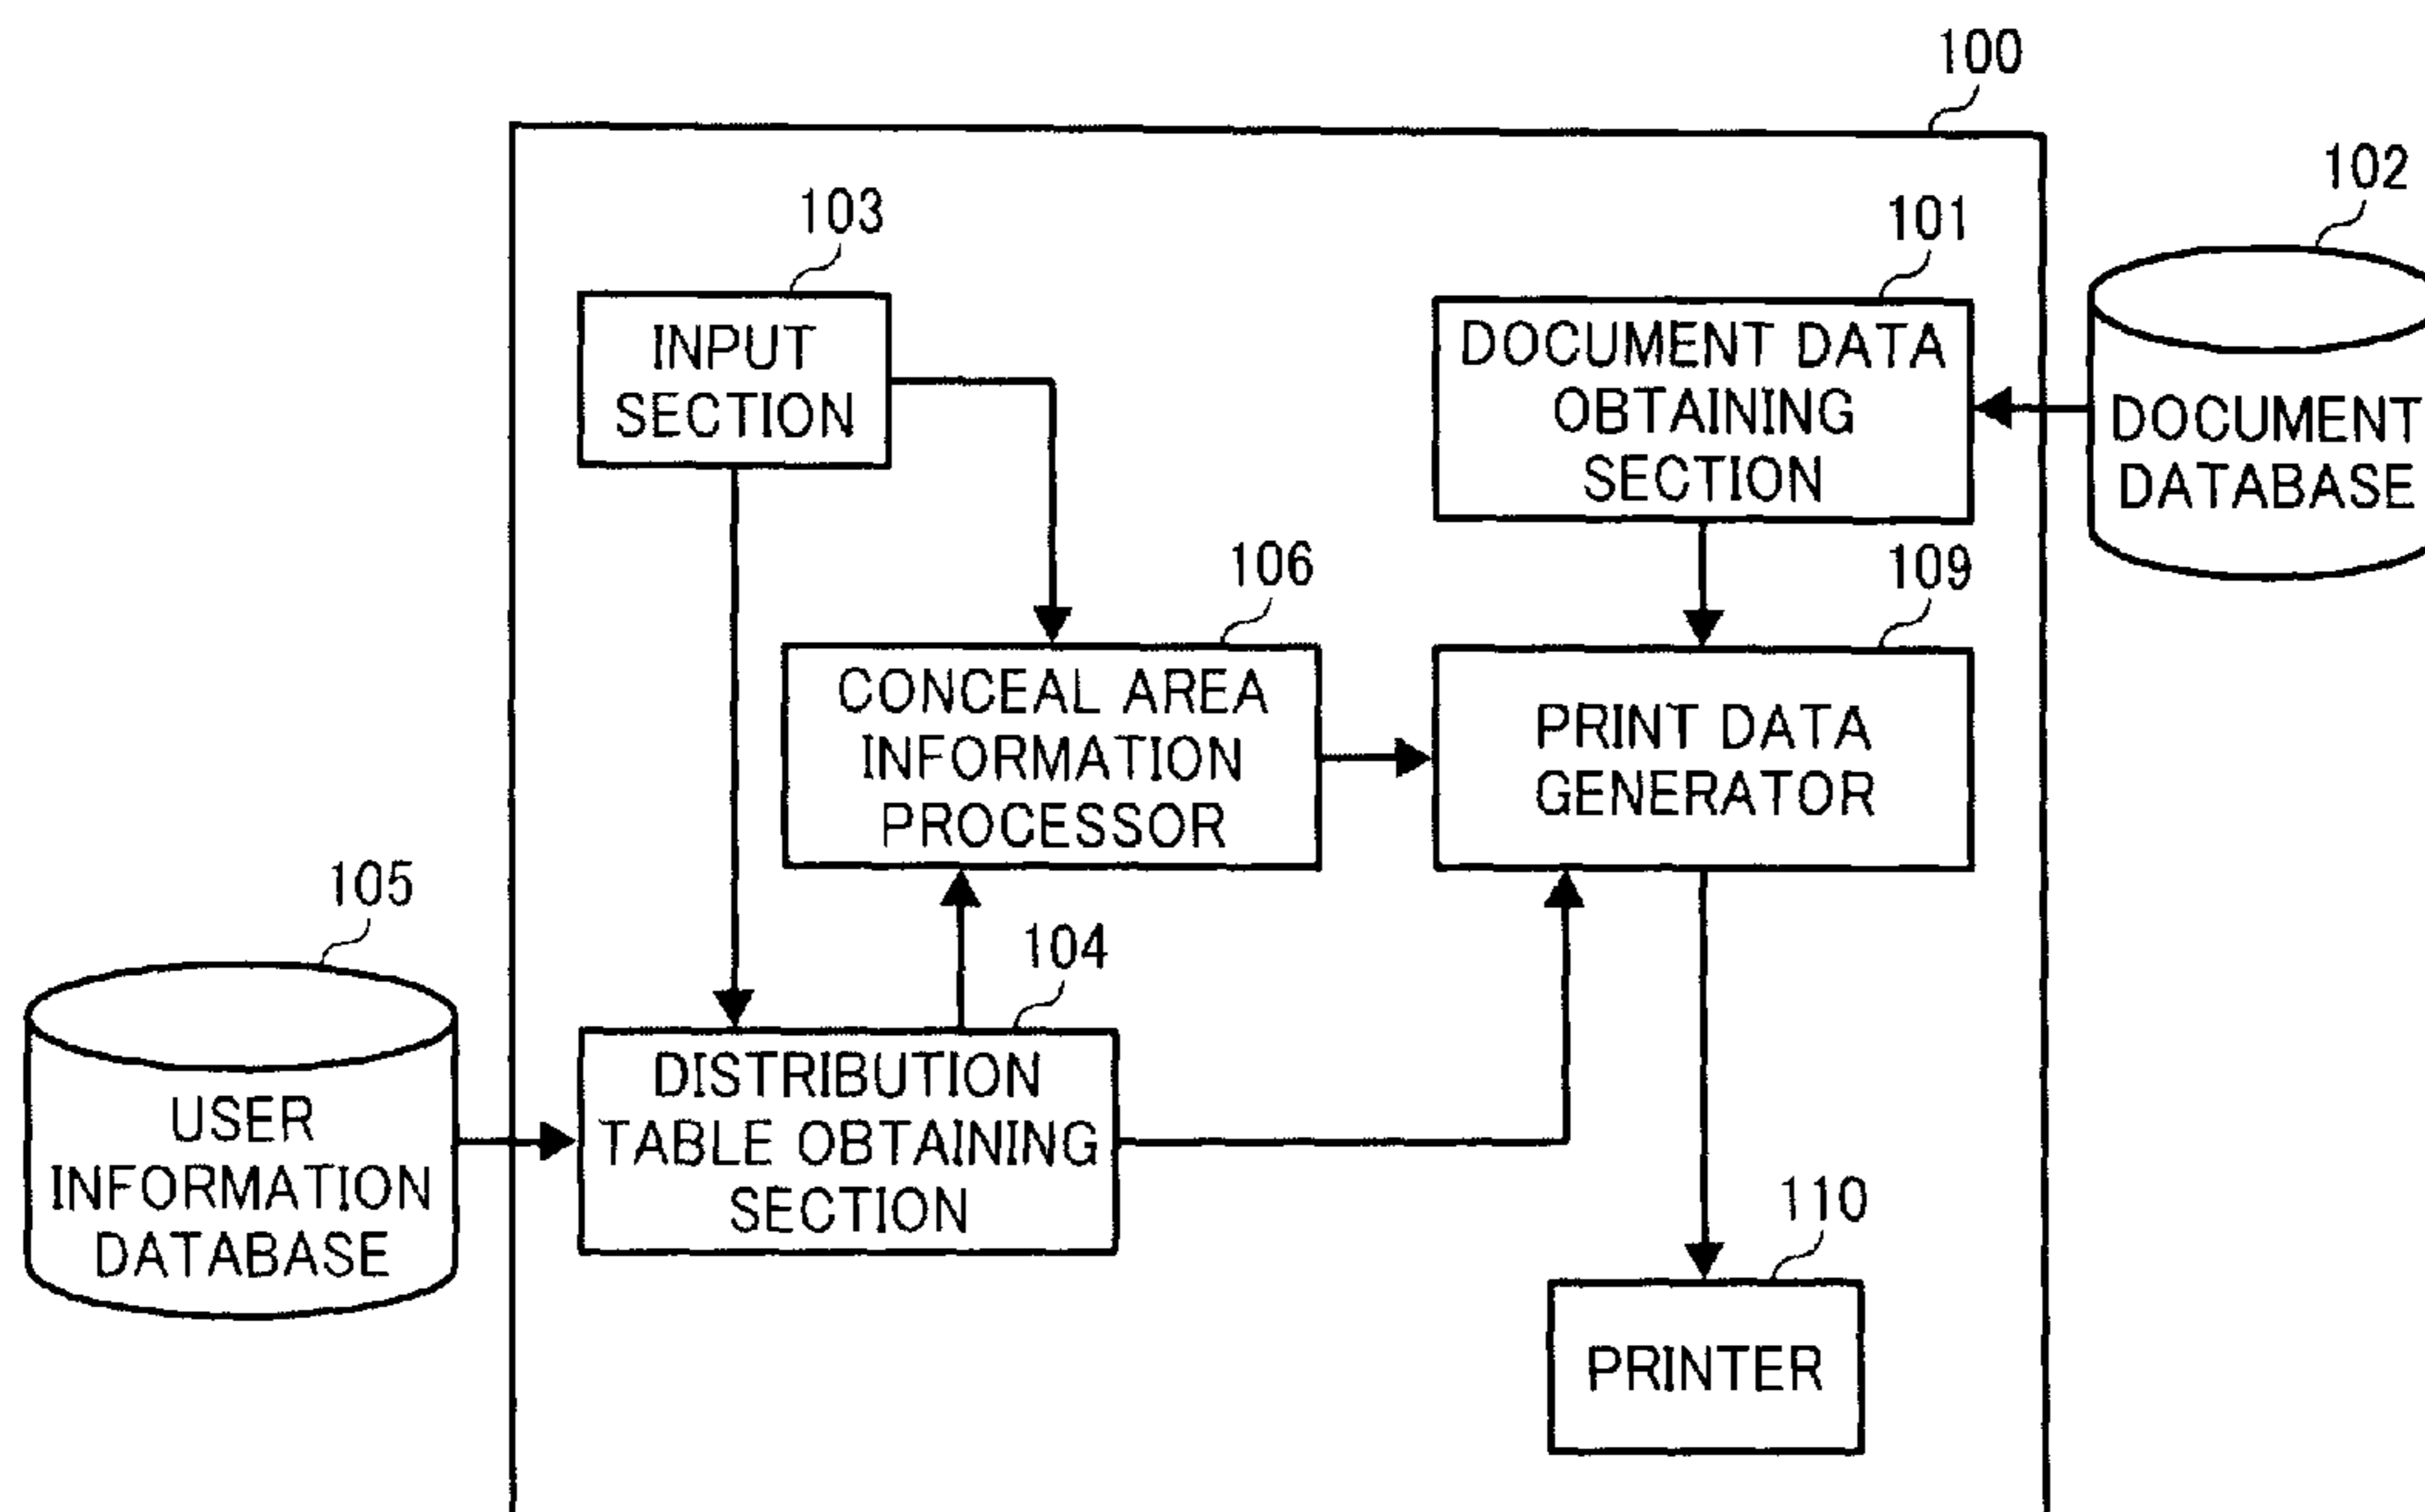 100
102
103
101
INPUT
SECTION
DOCUMENT DATA
OBTAINING
SECTION
DOCUMENT
DATABASE
106
109
CONCEAL AREA
INFORMATION
PROCESSOR
PRINT DATA
GENERATOR
105
104
USER
INFORMATION
DATABASE
DISTRIBUTION
TABLE OBTAINING
SECTION
110
PRINTER